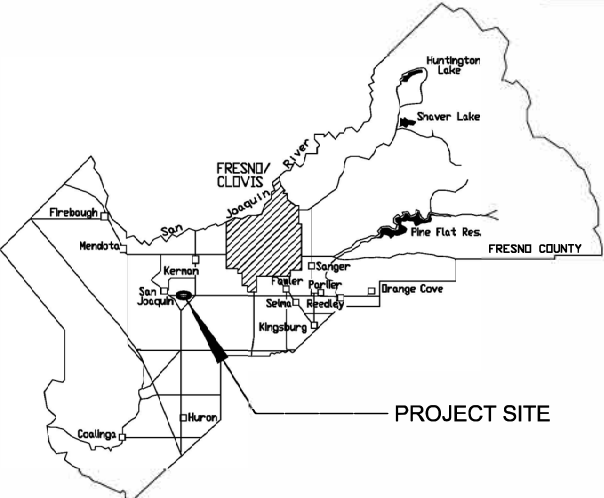 Huntington
Lake
Shaver Lake
FRESNO/
CLOVIS
San Joaquin River
Firebaugh
Mendota
Pine Flat Res.
FRESNO COUNTY
Kerman
Sanger
Fowler
Parlier
San
Joaquin
Selma
Reedley
Orange Cove
Kingsburg
PROJECT SITE
Huron
Coalinga